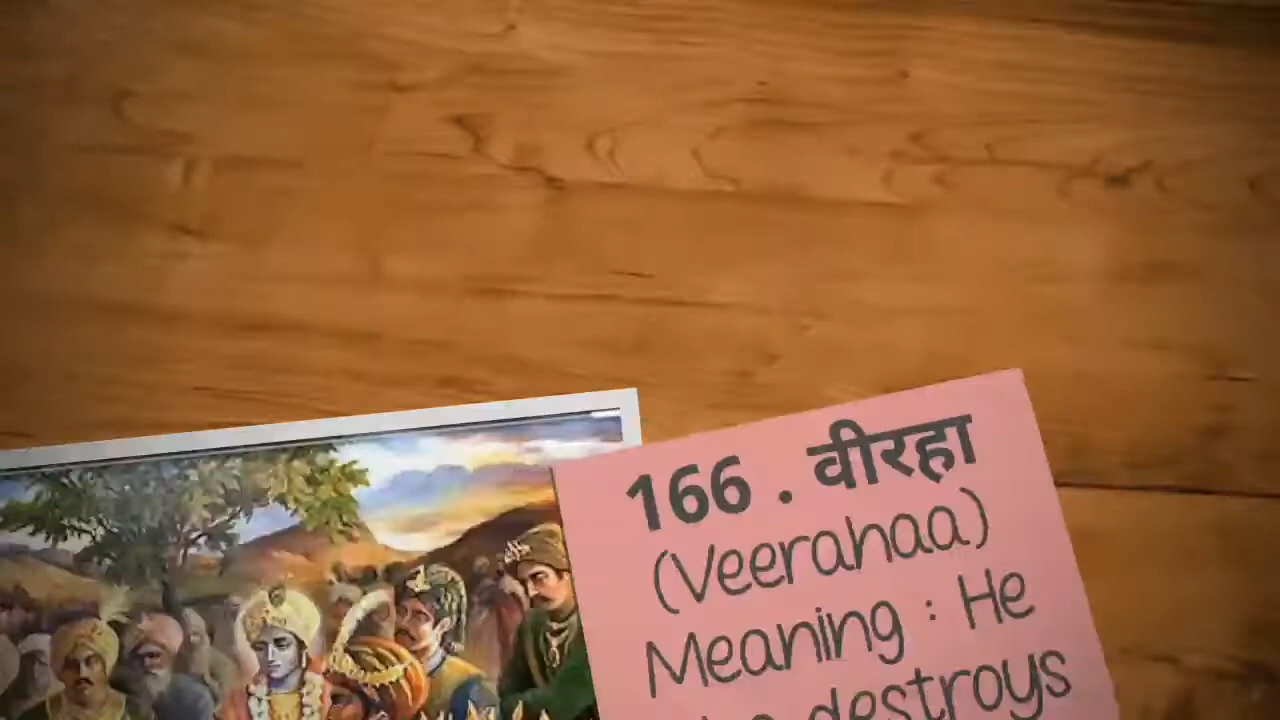 166 . वीरहा
(Veerahaa)
Meaning : He
destroys